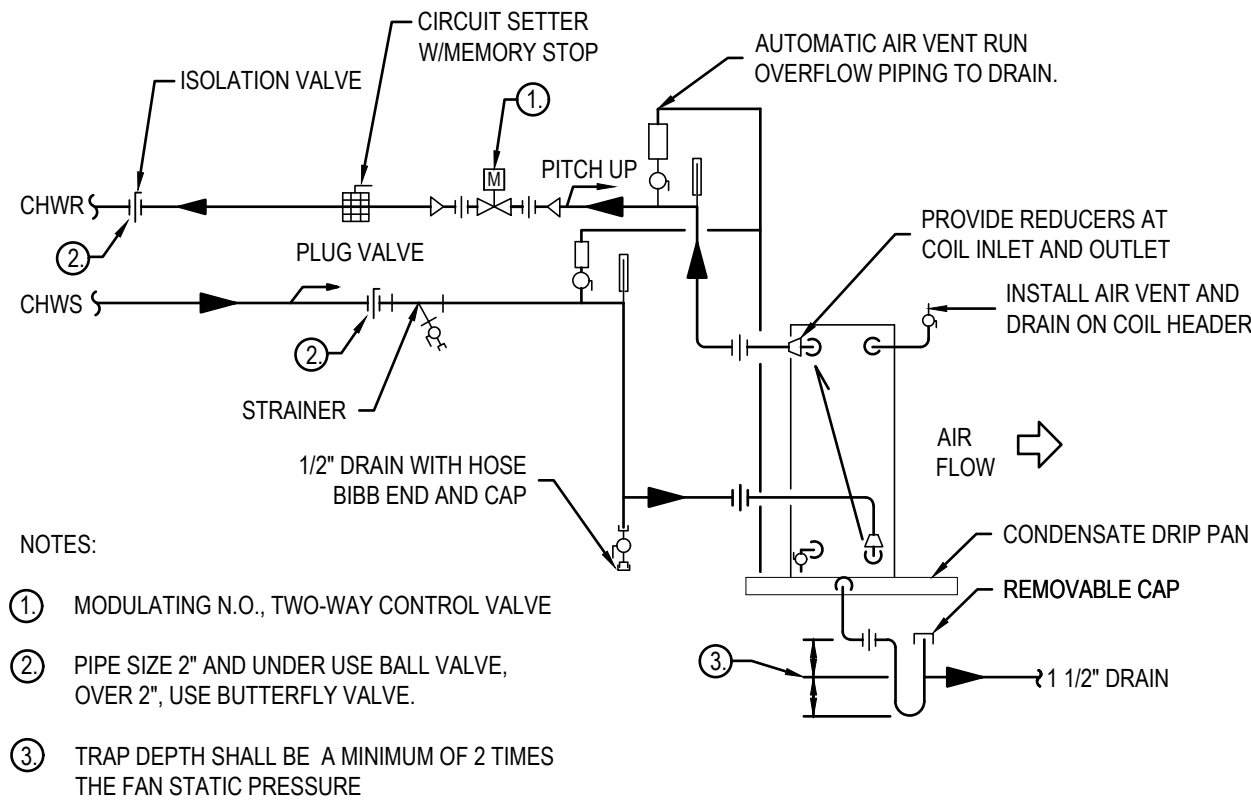 CIRCUIT SETTER
W/MEMORY STOP
AUTOMATIC AIR VENT RUN
OVERFLOW PIPING TO DRAIN.
ISOLATION VALVE
1.
M
PITCH UP
CHWR
PROVIDE REDUCERS AT
COIL INLET AND OUTLET
2.
PLUG VALVE
CHWS
INSTALL AIR VENT AND
DRAIN ON COIL HEADER
2.
STRAINER
AIR
FLOW
1/2" DRAIN WITH HOSE
BIBB END AND CAP
CONDENSATE DRIP PAN
REMOVABLE CAP
3.
1 1/2" DRAIN
NOTES:
1. MODULATING N.O., TWO-WAY CONTROL VALVE
2. PIPE SIZE 2" AND UNDER USE BALL VALVE,
OVER 2", USE BUTTERFLY VALVE.
3. TRAP DEPTH SHALL BE A MINIMUM OF 2 TIMES
THE FAN STATIC PRESSURE